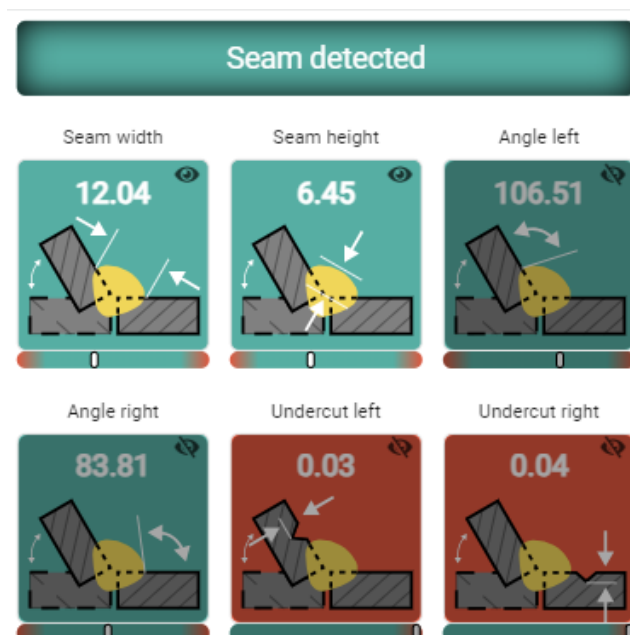 Seam detected
Seam width Seam height Angle left
12.04 6.45 106.51
Angle right Undercut left Undercut right
83.81 0.03 0.04